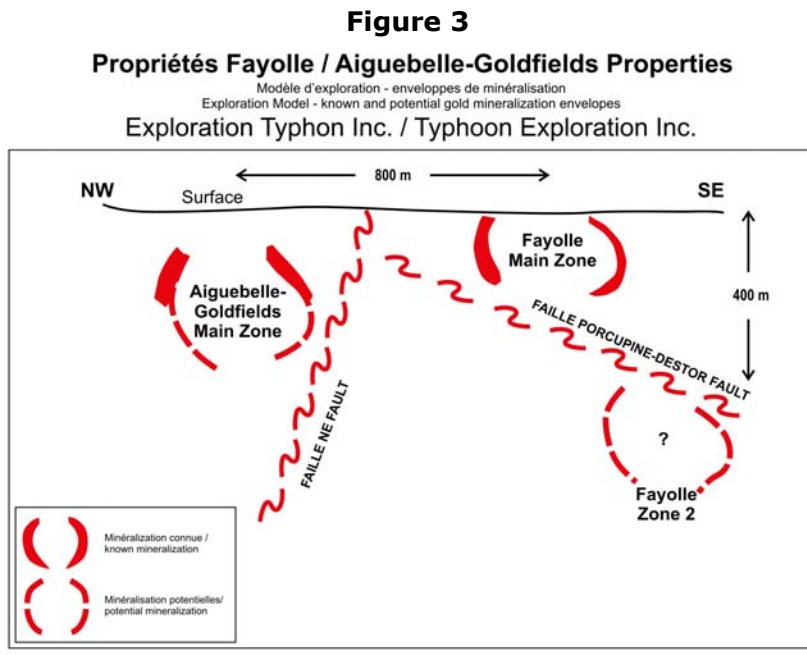 Figure 3
Propriétés Fayolle / Aiguebelle-Goldfields Properties
Modèle d'exploration - enveloppes de minéralisation
Exploration Model - known and potential gold mineralization envelopes
Exploration Typhon Inc. / Typhoon Exploration Inc.
800 m
NW
Surface
SE
Fayolle
Main Zone
Aiguebelle-
Goldfields
Main Zone
400 m
FAILLE PORCUPINE-DESTOR FAULT
FAILLE NE FAULT
?
Fayolle
Zone 2
Minéralization connue /
known mineralization
Minéralisation potentielles/
potential mineralization